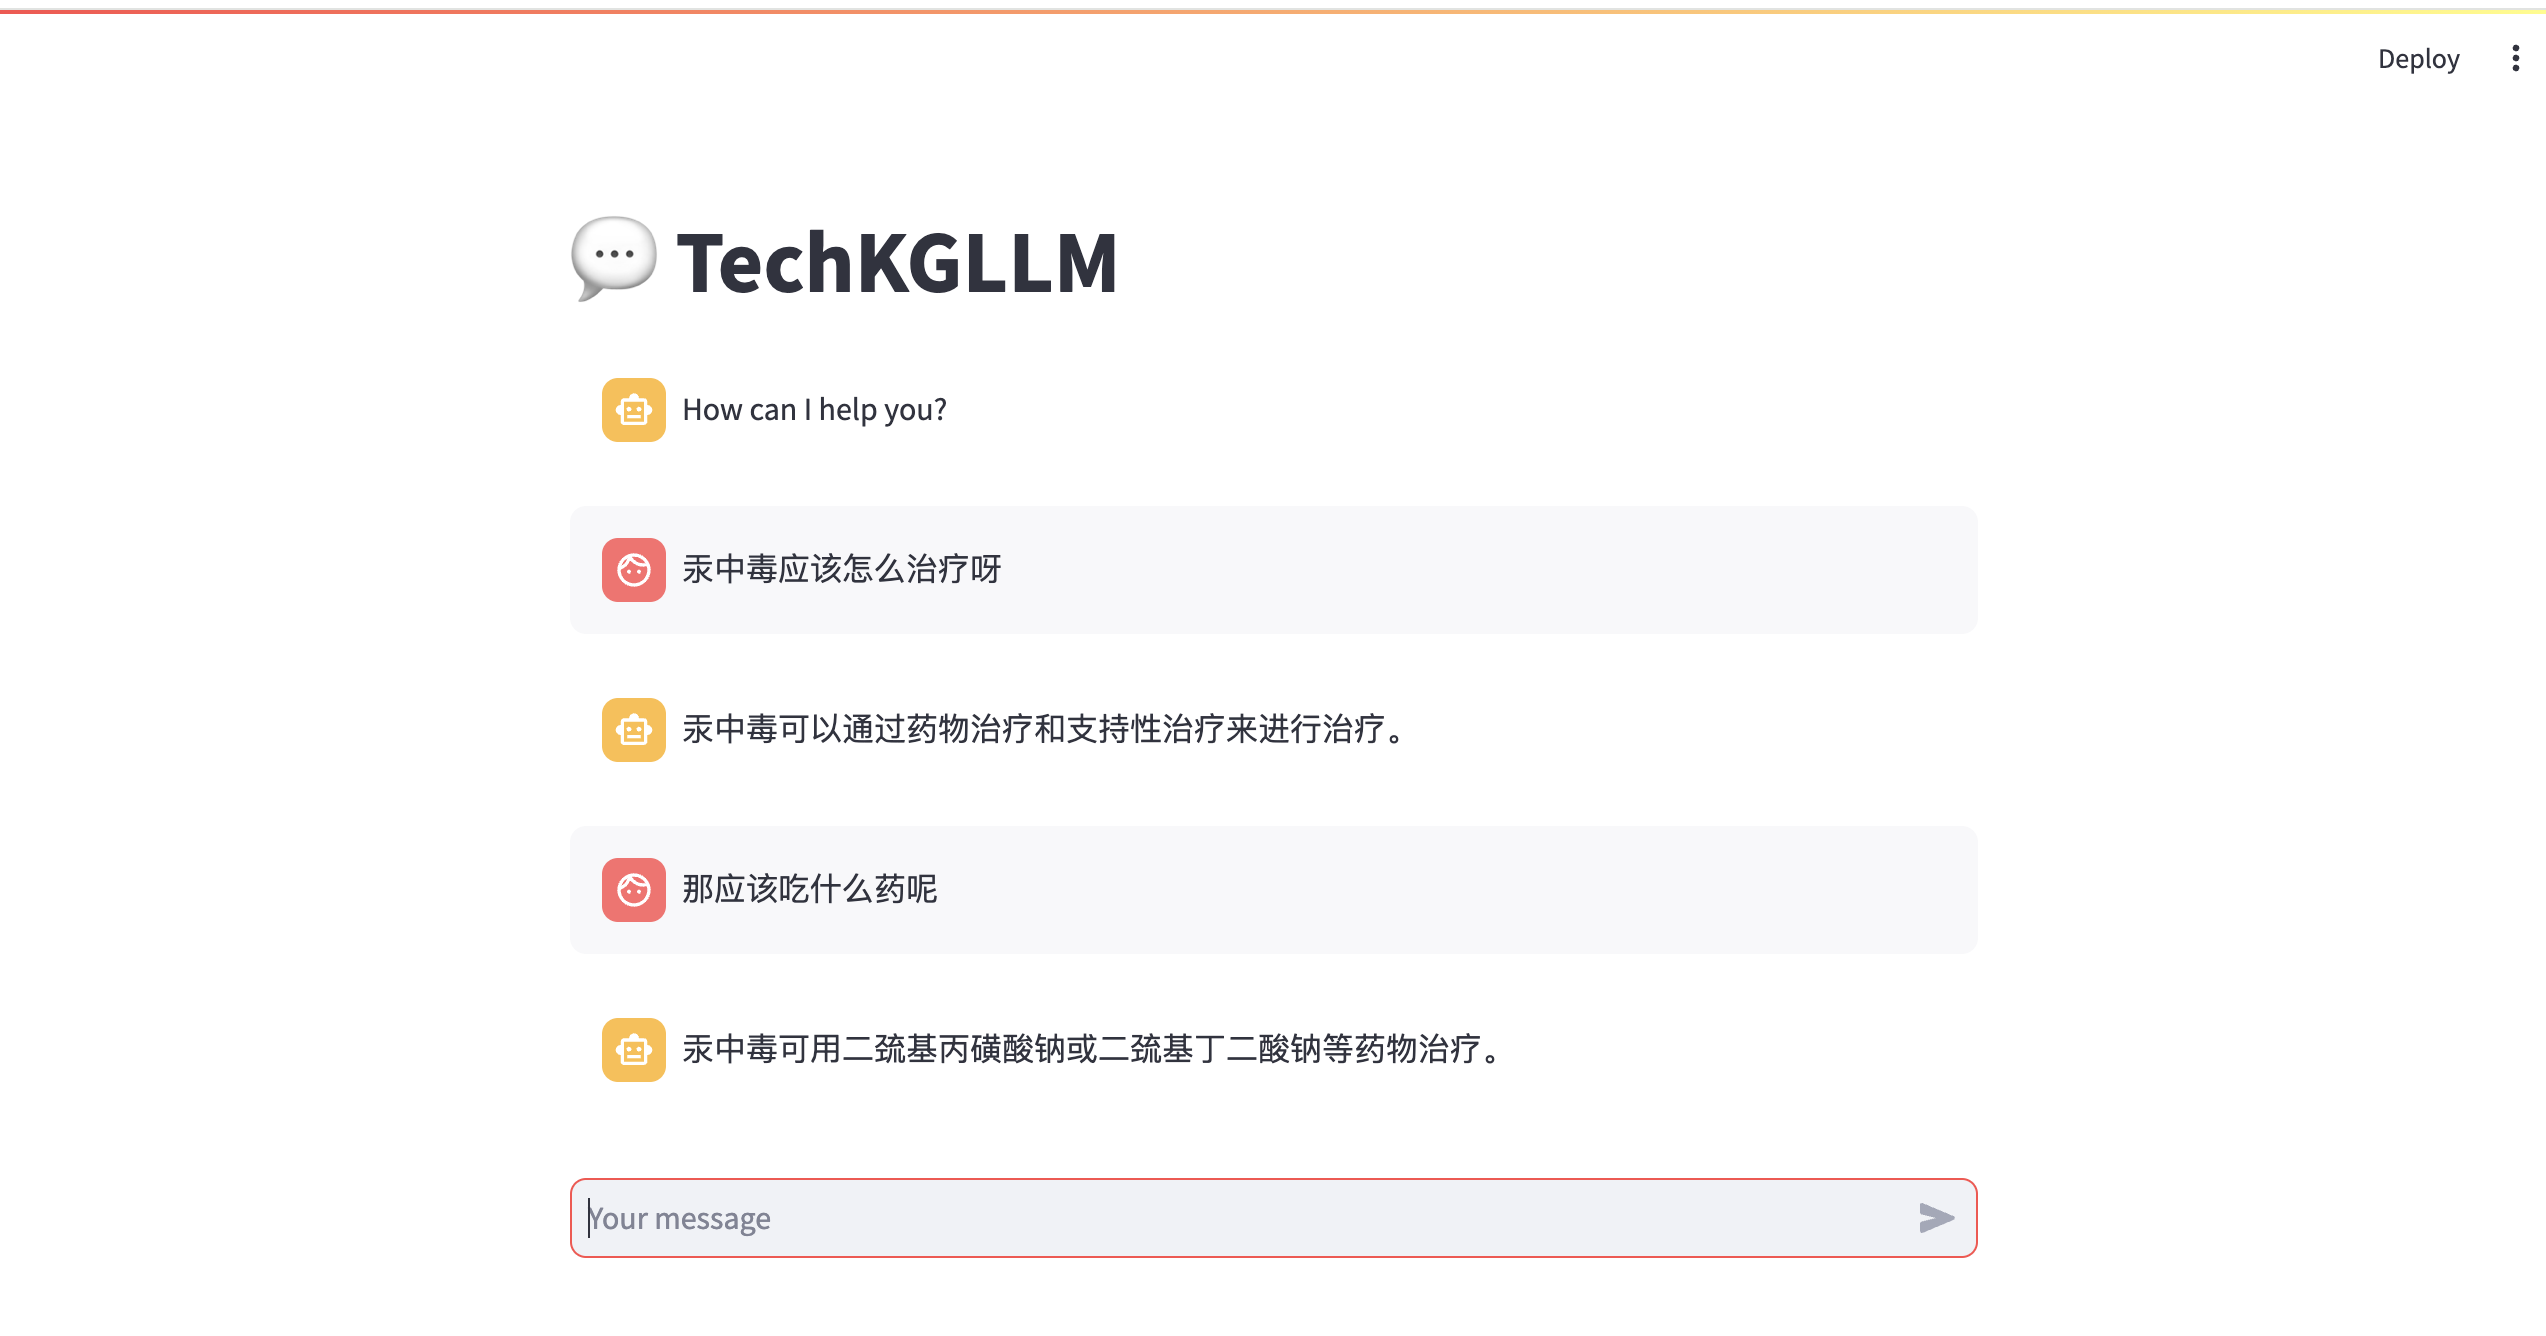 Deploy
💬 TechKGLLM
How can I help you?
汞中毒应该怎么治疗呀
汞中毒可以通过药物治疗和支持性治疗来进行治疗。
那应该吃什么药呢
汞中毒可用二巯基丙磺酸钠或二巯基丁二酸钠等药物治疗。
Your message